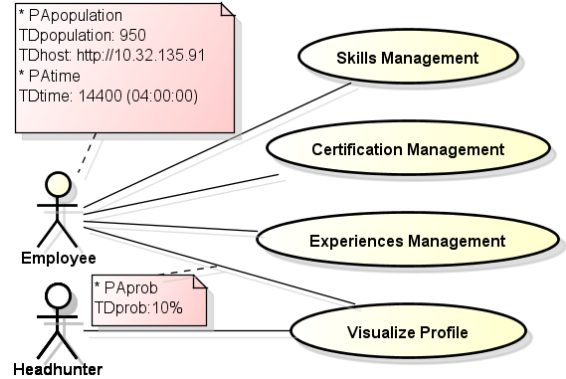 * PApopulation
TDpopulation: 950
TDhost: http://10.32.135.91
* PAtime
TDtime: 14400 (04:00:00)
Skills Management
Certification Management
Employee
Experiences Management
* PAprob
TDprob:10%
Visualize Profile
Headhunter